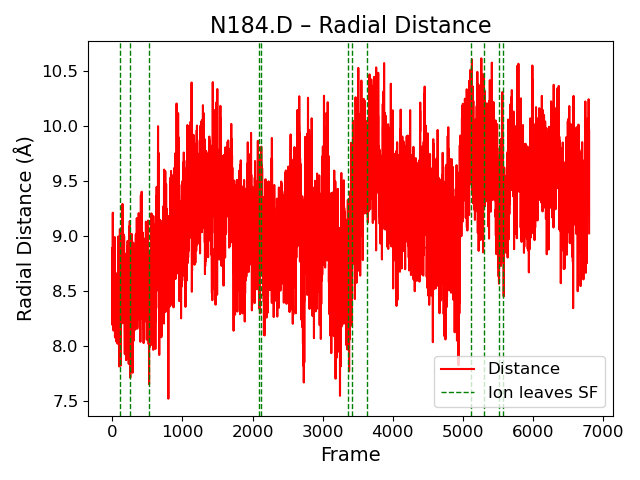 N184.D – Radial Distance
Radial Distance (Å)
10.5
10.0
9.5
9.0
8.5
8.0
7.5
0 1000 2000 3000 4000 5000 6000 7000
Frame
Distance
Ion leaves SF